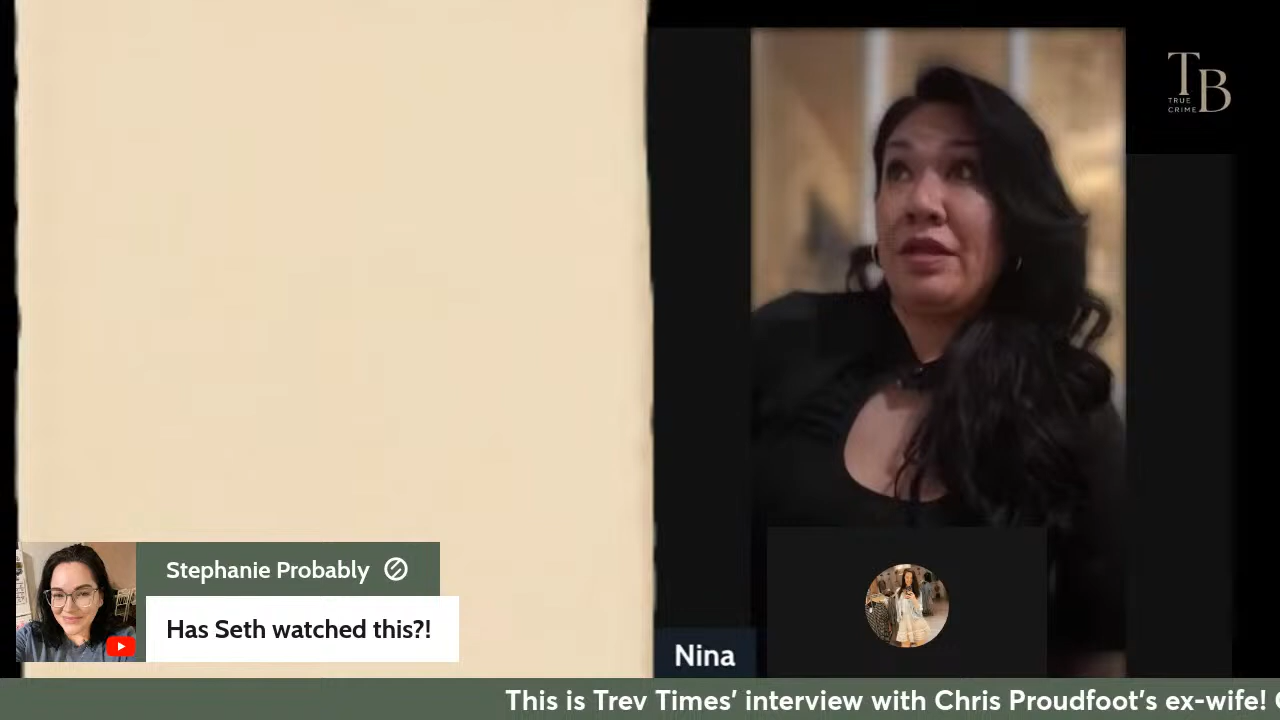 TB
TRUE
CRIME
Stephanie Probably
Has Seth watched this?!
Nina
This is Trev Times' interview with Chris Proudfoot's ex-wife!